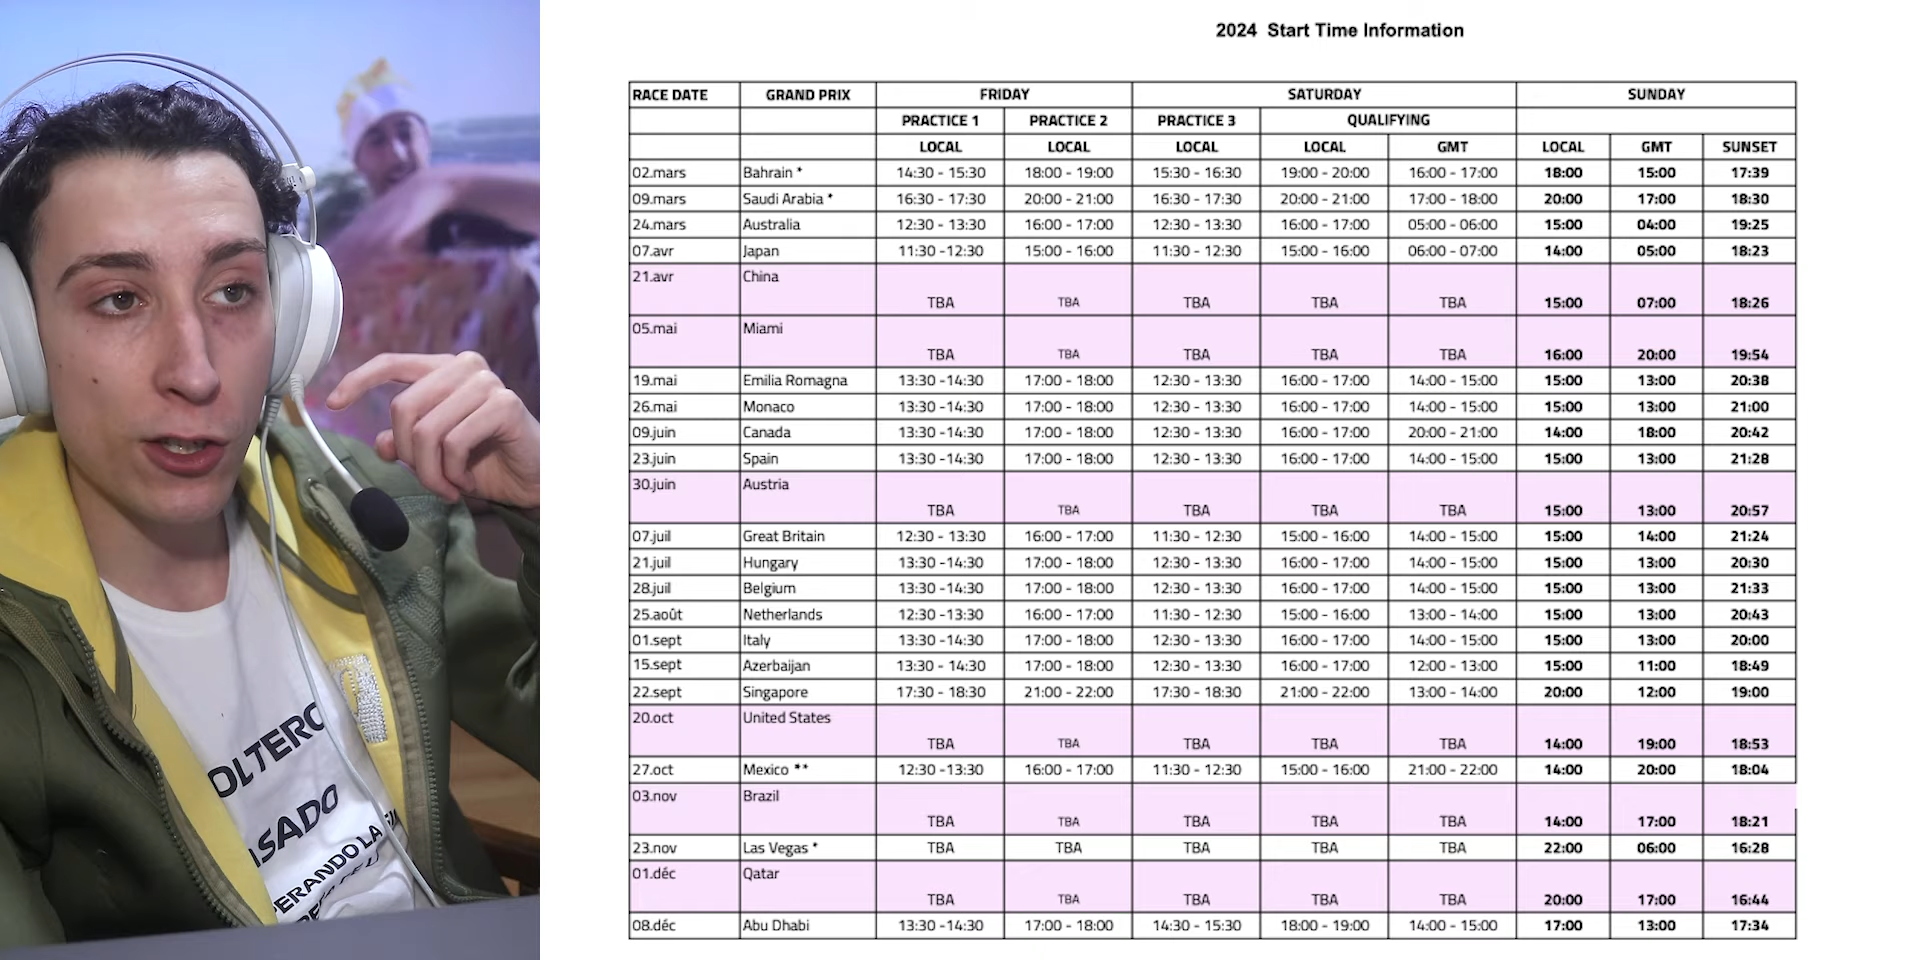 2024 Start Time Information
RACE DATE GRAND PRIX FRIDAY SATURDAY SUNDAY
PRACTICE 1 PRACTICE 2 PRACTICE 3 QUALIFYING
LOCAL LOCAL LOCAL LOCAL GMT LOCAL GMT SUNSET
02.mars Bahrain * 14:30 - 15:30 18:00 - 19:00 15:30 - 16:30 19:00 - 20:00 16:00 - 17:00 18:00 15:00 17:39
09.mars Saudi Arabia * 16:30 - 17:30 20:00 - 21:00 16:30 - 17:30 20:00 - 21:00 17:00 - 18:00 20:00 17:00 18:30
24.mars Australia 12:30 - 13:30 16:00 - 17:00 12:30 - 13:30 16:00 - 17:00 05:00 - 06:00 15:00 04:00 19:25
07.avr Japan 11:30 -12:30 15:00 - 16:00 11:30 - 12:30 15:00 - 16:00 06:00 - 07:00 14:00 05:00 18:23
21.avr China TBA TBA TBA TBA TBA 15:00 07:00 18:26
05.mai Miami TBA TBA TBA TBA TBA 16:00 20:00 19:54
19.mai Emilia Romagna 13:30 -14:30 17:00 - 18:00 12:30 - 13:30 16:00 - 17:00 14:00 - 15:00 15:00 13:00 20:38
26.mai Monaco 13:30 -14:30 17:00 - 18:00 12:30 - 13:30 16:00 - 17:00 14:00 - 15:00 15:00 13:00 21:00
09.juin Canada 13:30 -14:30 17:00 - 18:00 12:30 - 13:30 16:00 - 17:00 20:00 - 21:00 14:00 18:00 20:42
23.juin Spain 13:30 -14:30 17:00 - 18:00 12:30 - 13:30 16:00 - 17:00 14:00 - 15:00 15:00 13:00 21:28
30.juin Austria TBA TBA TBA TBA TBA 15:00 13:00 20:57
07.juil Great Britain 12:30 - 13:30 16:00 - 17:00 11:30 - 12:30 15:00 - 16:00 14:00 - 15:00 15:00 14:00 21:24
21.juil Hungary 13:30 -14:30 17:00 - 18:00 12:30 - 13:30 16:00 - 17:00 14:00 - 15:00 15:00 13:00 20:30
28.juil Belgium 13:30 -14:30 17:00 - 18:00 12:30 - 13:30 16:00 - 17:00 14:00 - 15:00 15:00 13:00 21:33
25.août Netherlands 12:30 -13:30 16:00 - 17:00 11:30 - 12:30 15:00 - 16:00 13:00 - 14:00 15:00 13:00 20:43
01.sept Italy 13:30 -14:30 17:00 - 18:00 12:30 - 13:30 16:00 - 17:00 14:00 - 15:00 15:00 13:00 20:00
15.sept Azerbaijan 13:30 - 14:30 17:00 - 18:00 12:30 - 13:30 16:00 - 17:00 12:00 - 13:00 15:00 11:00 18:49
22.sept Singapore 17:30 - 18:30 21:00 - 22:00 17:30 - 18:30 21:00 - 22:00 13:00 - 14:00 20:00 12:00 19:00
20.oct United States TBA TBA TBA TBA TBA 14:00 19:00 18:53
27.oct Mexico ** 12:30 -13:30 16:00 - 17:00 11:30 - 12:30 15:00 - 16:00 21:00 - 22:00 14:00 20:00 18:04
03.nov Brazil TBA TBA TBA TBA TBA 14:00 17:00 18:21
23.nov Las Vegas * TBA TBA TBA TBA TBA 22:00 06:00 16:28
01.déc Qatar TBA TBA TBA TBA TBA 20:00 17:00 16:44
08.déc Abu Dhabi 13:30 -14:30 17:00 - 18:00 14:30 - 15:30 18:00 - 19:00 14:00 - 15:00 17:00 13:00 17:34
OLTERO
ASADO
PERANDO LA